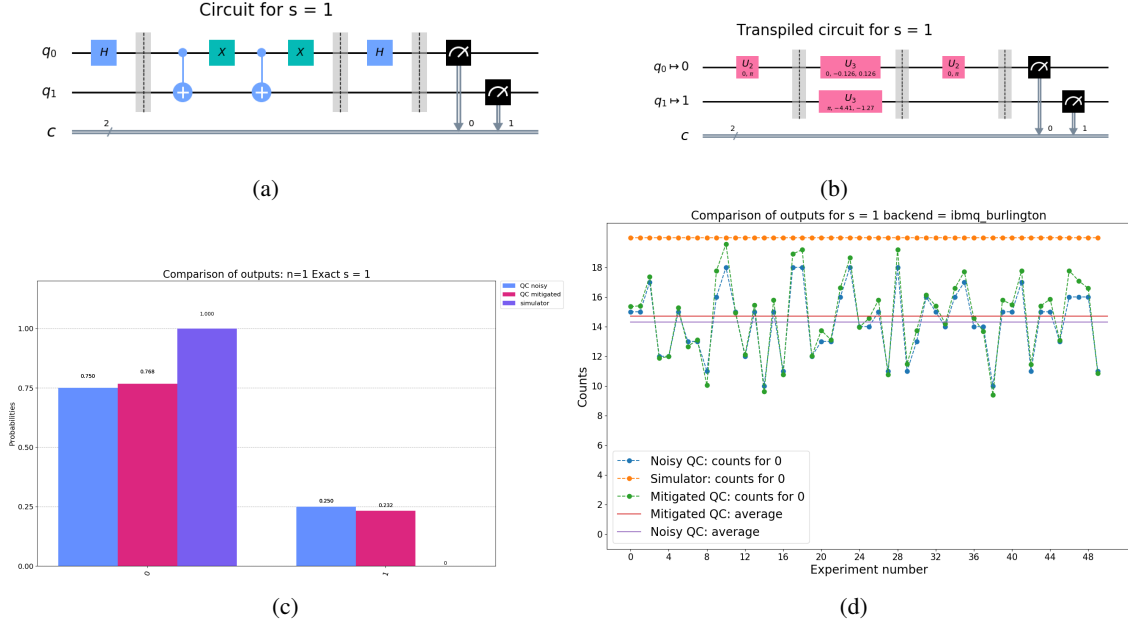 Circuit for s = 1
q0
H
X
X
H
q1
c
2
0
1
(a)
Transpiled circuit for s = 1
q0 ↦ 0
U2
0, π
U3
0, −0.126, 0.126
U2
0, π
q1 ↦ 1
U3
π, −4.41, −1.27
c
2
0
1
(b)
Comparison of outputs: n=1 Exact s = 1
QC noisy
QC mitigated
simulator
Probabilities
1.00
0.75
0.50
0.25
0.00
0.750
0.768
1.000
0.250
0.232
0
0
1
(c)
Comparison of outputs for s = 1 backend = ibmq_burlington
Counts
18
16
14
12
10
8
6
4
2
0
Noisy QC: counts for 0
Simulator: counts for 0
Mitigated QC: counts for 0
Mitigated QC: average
Noisy QC: average
0 4 8 12 16 20 24 28 32 36 40 44 48
Experiment number
(d)